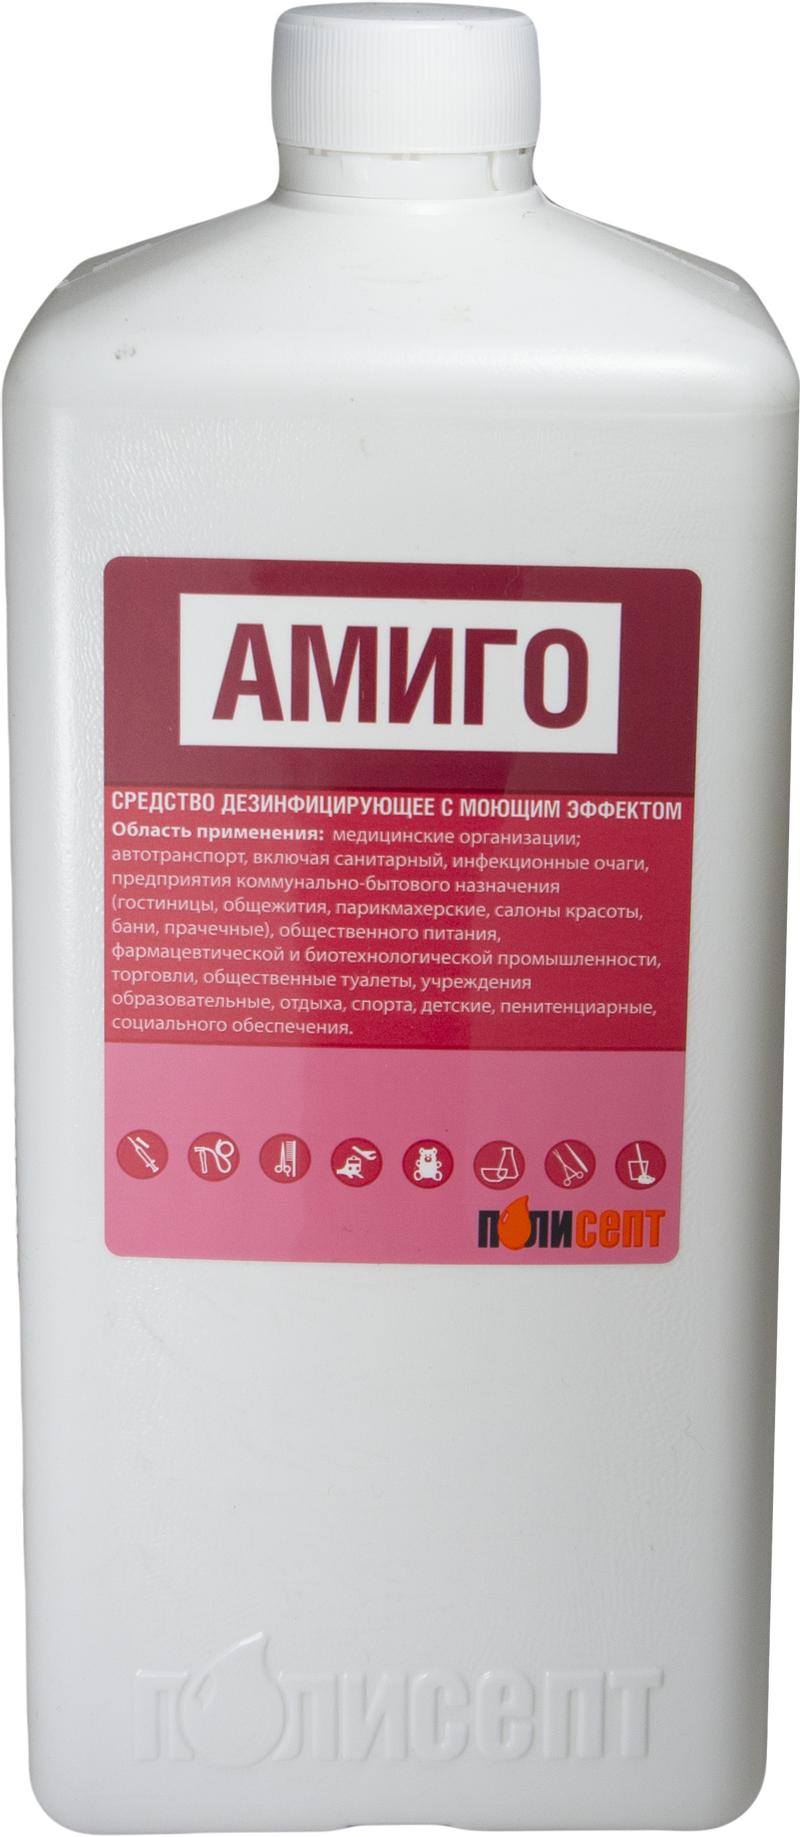 АМИГО
СРЕДСТВО ДЕЗИНФИЦИРУЮЩЕЕ С МОЮЩИМ ЭФФЕКТОМ
Область применения: медицинские организации;
автотранспорт, включая санитарный, инфекционные очаги,
предприятия коммунально-бытового назначения
(гостиницы, общежития, парикмахерские, салоны красоты,
бани, прачечные), общественного питания,
фармацевтической и биотехнологической промышленности,
торговли, общественные туалеты, учреждения
образовательные, отдыха, спорта, детские, пенитенциарные,
социального обеспечения.
полисепт
полисепт